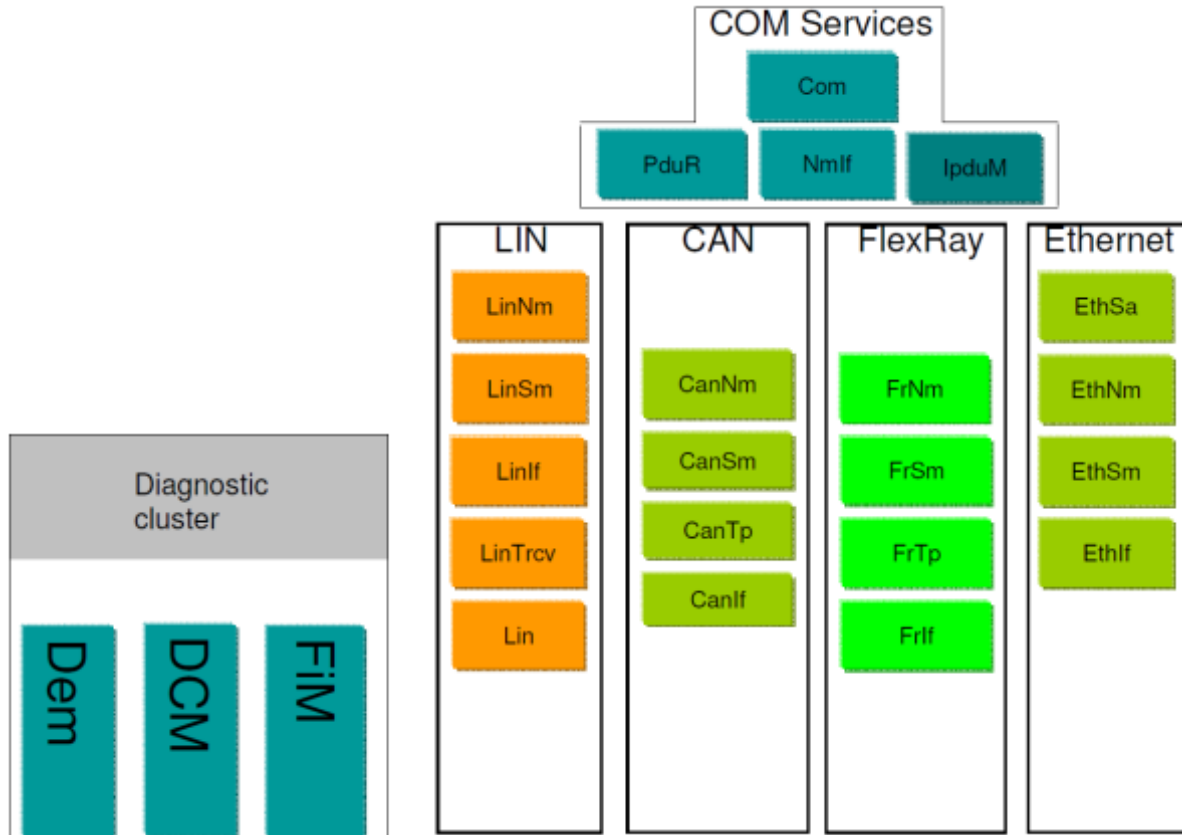 COM Services
Com
PduR
NmIf
IpduM
LIN
LinNm
LinSm
LinIf
LinTrcv
Lin
CAN
CanNm
CanSm
CanTp
CanIf
FlexRay
FrNm
FrSm
FrTp
FrIf
Ethernet
EthSa
EthNm
EthSm
EthIf
Diagnostic
cluster
Dem
DCM
FiM